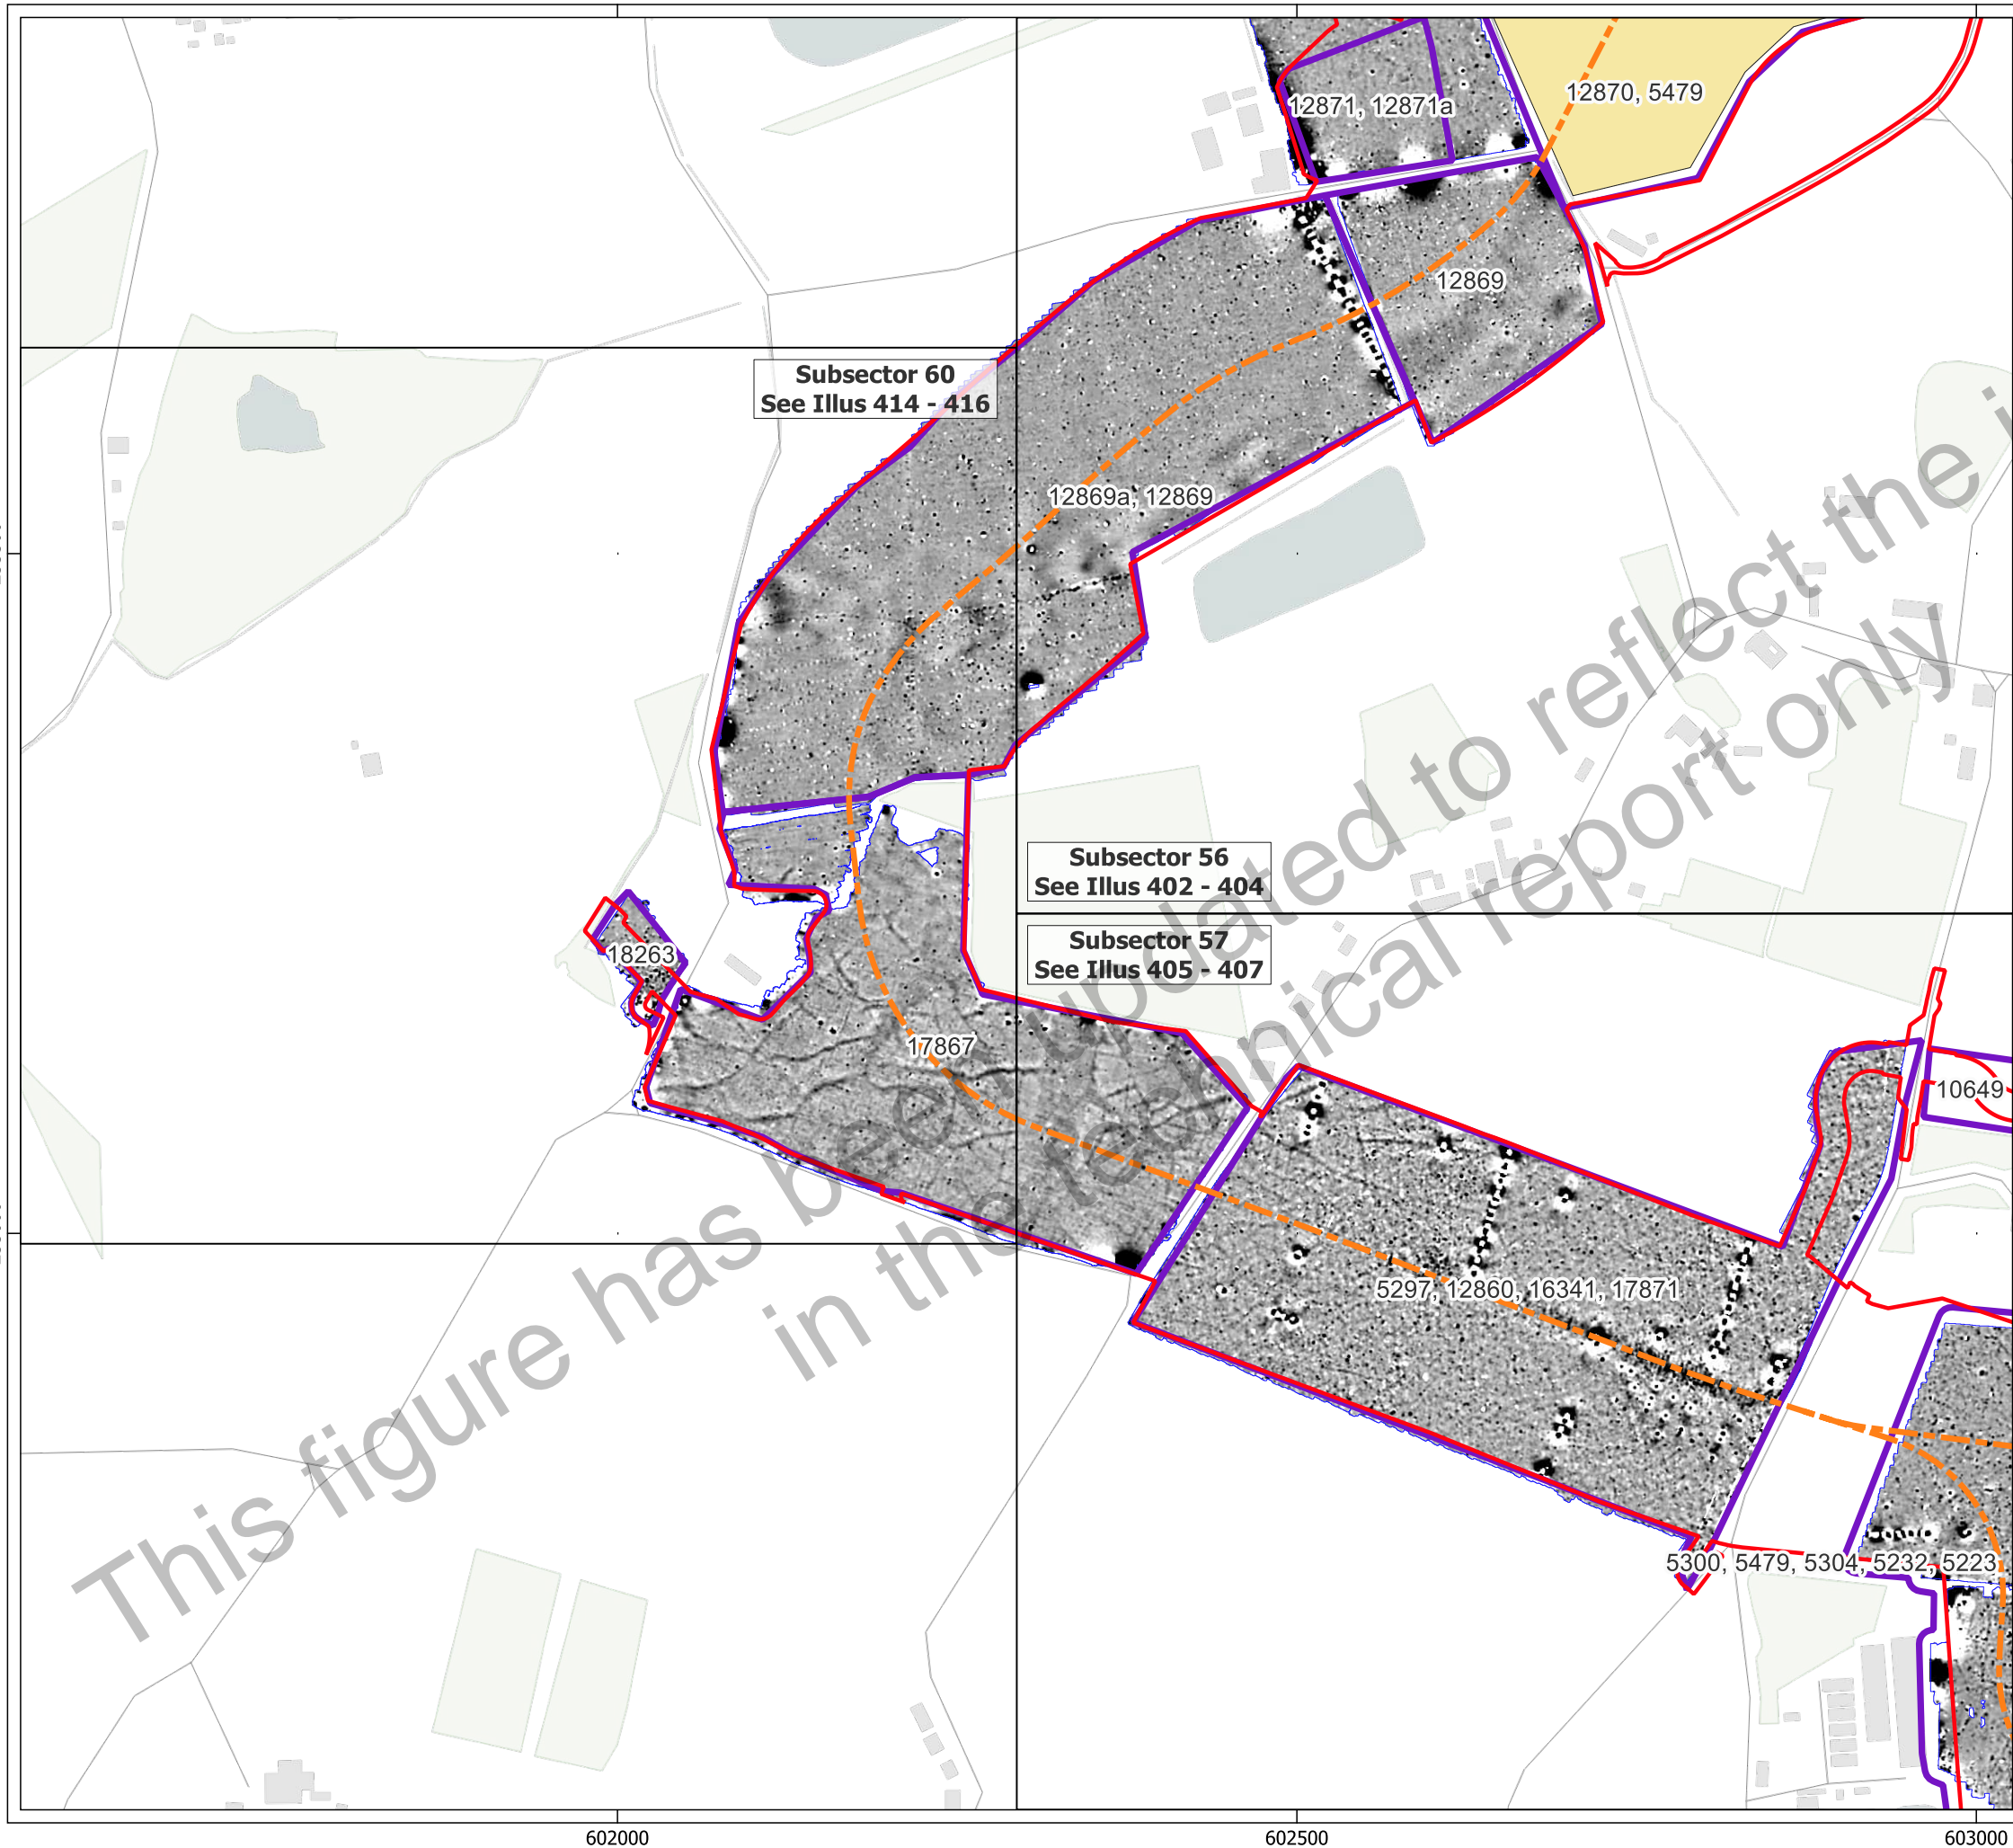 12871, 12871a
12870, 5479
12869
Subsector 60
See Illus 414 - 416
12869a, 12869
Subsector 56
See Illus 402 - 404
Subsector 57
See Illus 405 - 407
18263
17867
10649
5297, 12860, 16341, 17871
5300, 5479, 5304, 5232, 5223
This figure has been updated to reflect the
in the technical report only
602000
602500
603000